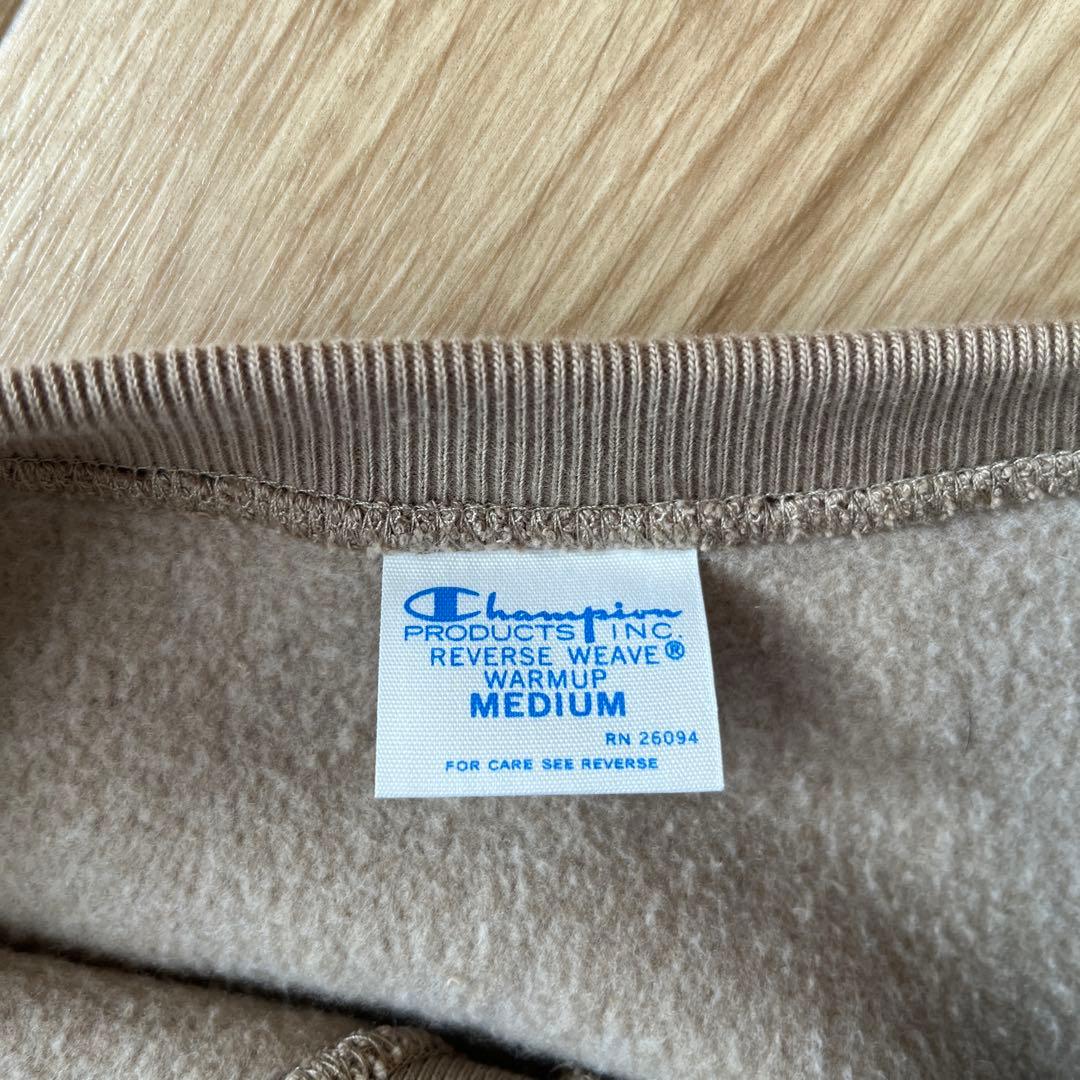 Champion
PRODUCTS INC.
REVERSE WEAVE®
WARMUP
MEDIUM
RN 26094
FOR CARE SEE REVERSE